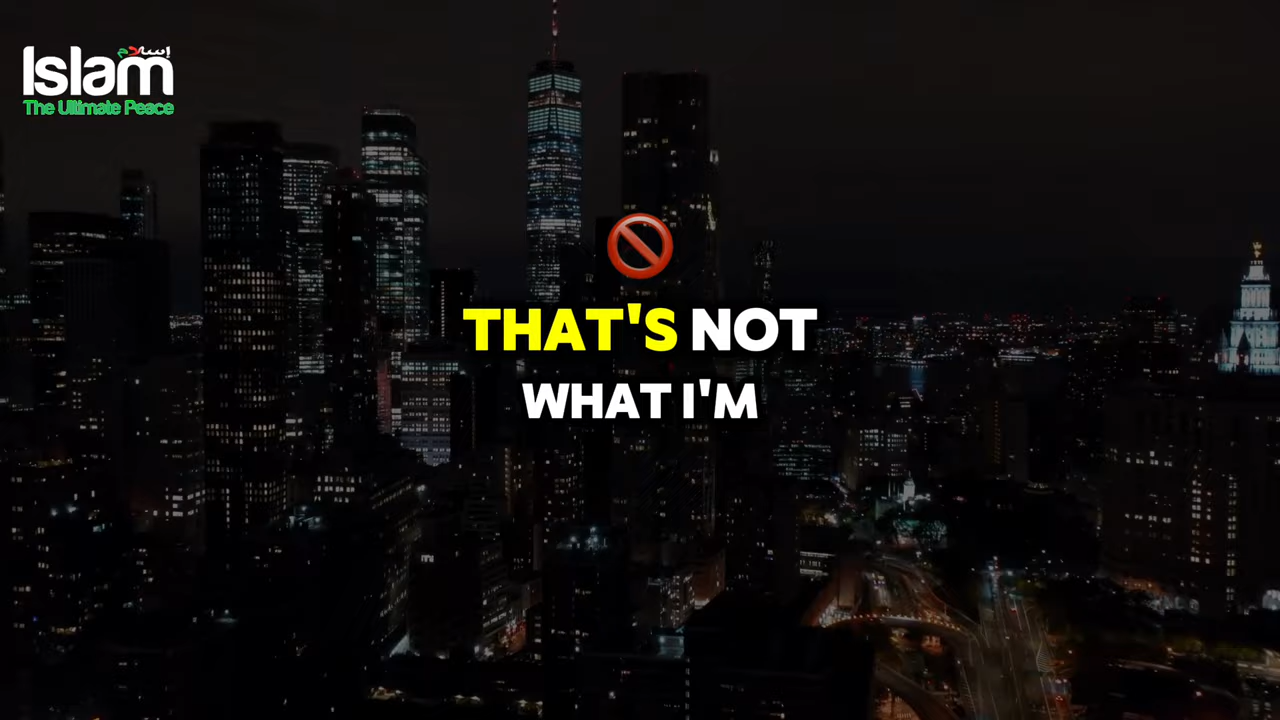 إسلام
Islam
The Ultimate Peace
THAT'S NOT
WHAT I'M